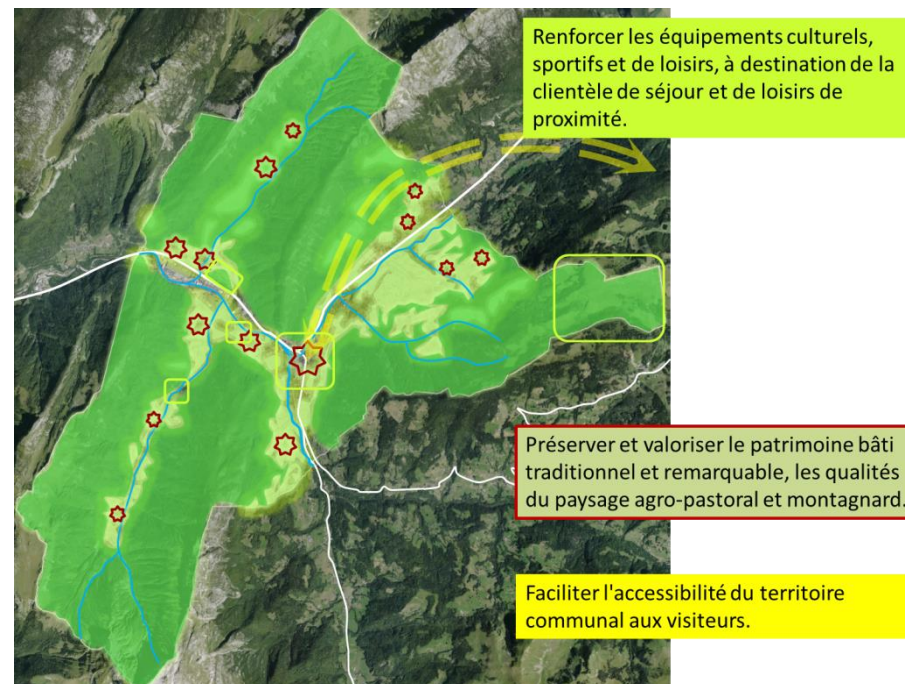 Renforcer les équipements culturels,
sportifs et de loisirs, à destination de la
clientèle de séjour et de loisirs de
proximité.
Préserver et valoriser le patrimoine bâti
traditionnel et remarquable, les qualités
du paysage agro-pastoral et montagnard.
Faciliter l'accessibilité du territoire
communal aux visiteurs.